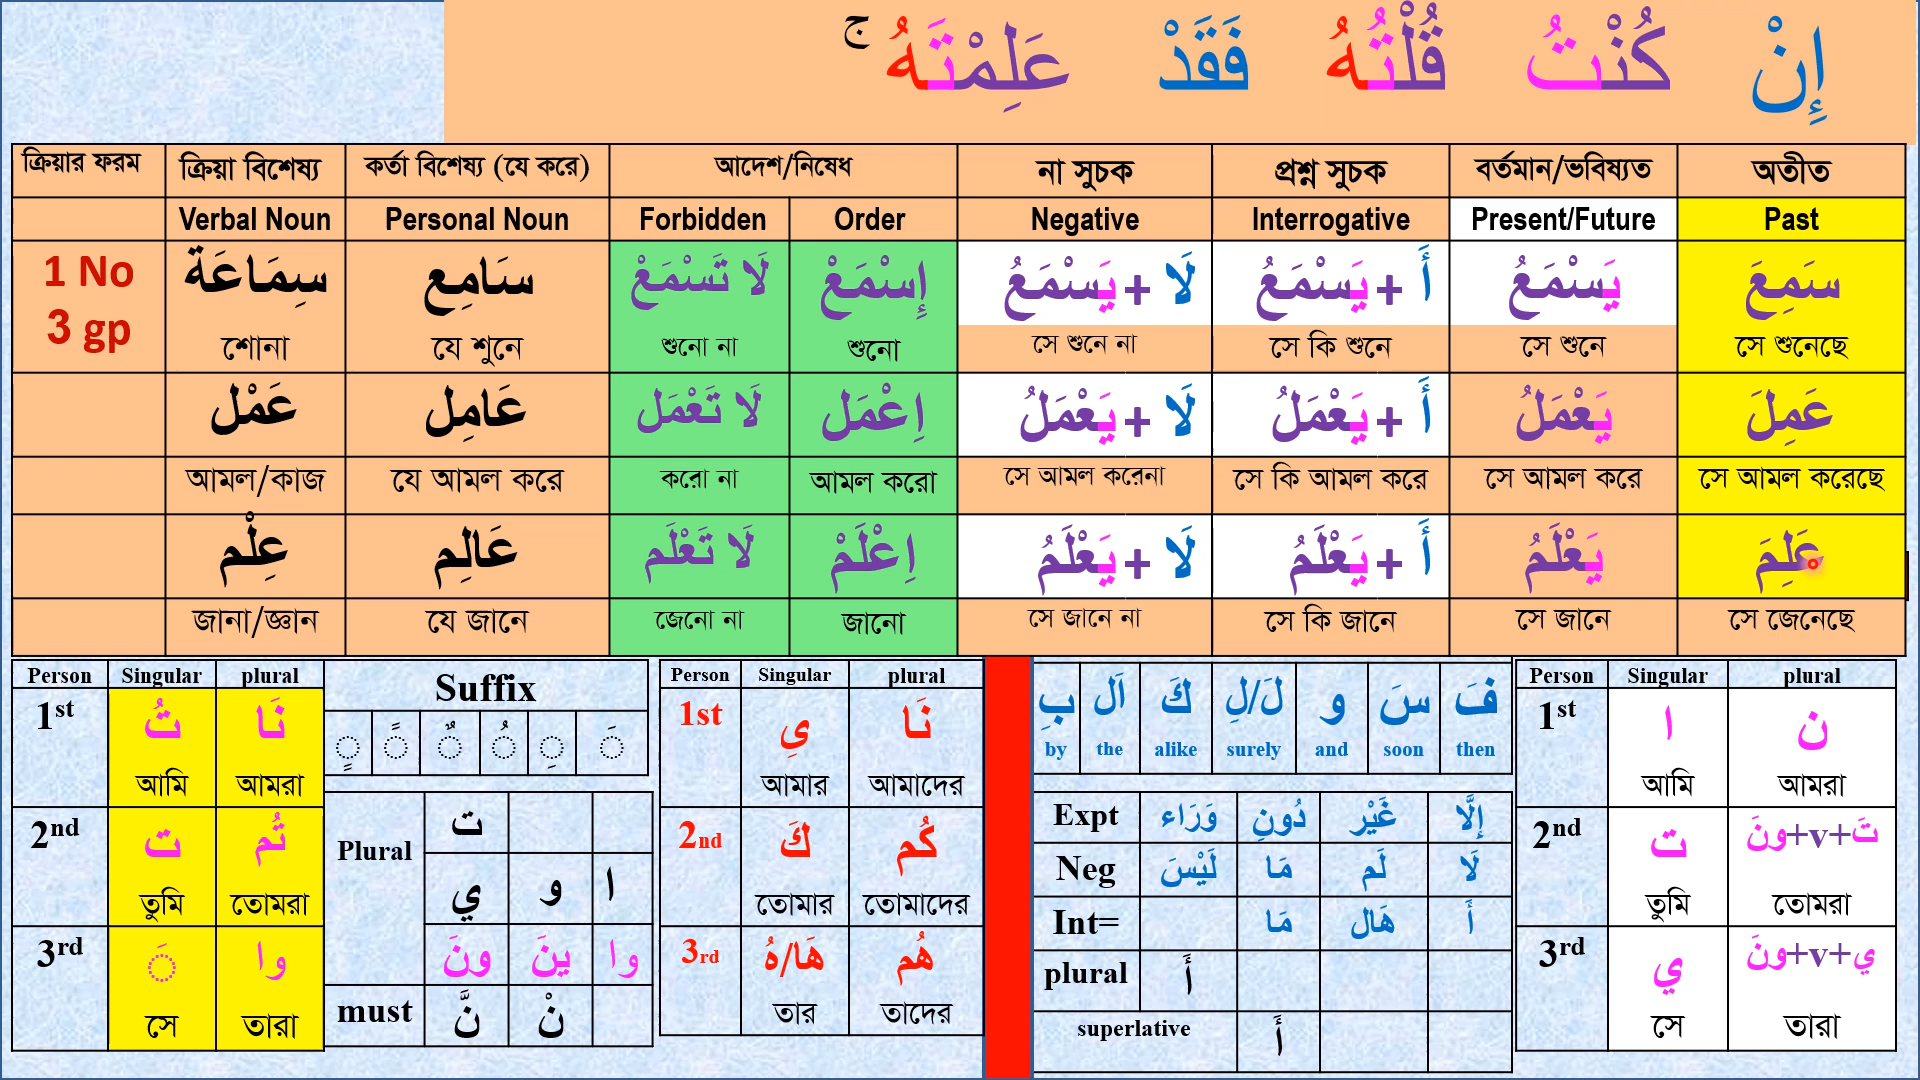 إِنْ كُنْتُ قُلْتُهُ فَقَدْ عَلِمْتَهُ ۚ
ক্রিয়ার ফরম ক্রিয়া বিশেষ্য কর্তা বিশেষ্য (যে করে) আদেশ/নিষেধ না সুচক প্রশ্ন সুচক বর্তমান/ভবিষ্যত অতীত
Verbal Noun Personal Noun Forbidden Order Negative Interrogative Present/Future Past
1 No سِمَاعَة سَامِع لَا تَسْمَعْ إِسْمَعْ لَا + يَسْمَعُ أَ + يَسْمَعُ يَسْمَعُ سَمِعَ
3 gp শোনা যে শুনে শুনো না শুনো সে শুনে না সে কি শুনে সে শুনে সে শুনেছে
عَمْل عَامِل لَا تَعْمَل اِعْمَل لَا + يَعْمَلُ أَ + يَعْمَلُ يَعْمَلُ عَمِلَ
আমল/কাজ যে আমল করে করো না আমল করো সে আমল করেনা সে কি আমল করে সে আমল করে সে আমল করেছে
عِلْم عَالِم لَا تَعْلَم اِعْلَمْ لَا + يَعْلَمُ أَ + يَعْلَمُ يَعْلَمُ عَلِمَ
জানা/জ্ঞান যে জানে জেনো না জানো সে জানে না সে কি জানে সে জানে সে জেনেছে
Person Singular plural
1st تُ نَا
আমি আমরা
2nd ت تُم
তুমি তোমরা
3rd َ وا
সে তারা
Suffix
ٍ ً ٌ ُ ِ َ
Plural ت
ا و ي
وا ينَ ونَ
must نَّ نْ
Person Singular plural
1st ىِ نَا
আমার আমাদের
2nd كَ كُم
তোমার তোমাদের
3rd هَا/هُ هُم
তার তাদের
بِ اَل كَ لَ/لِ و سَ فَ
by the alike surely and soon then
Expt وَرَاء دُونِ غَيْر إِلَّا
Neg لَيْسَ مَا لَم لَا
Int= مَا هَال أَ
plural أَ
superlative أَ
Person Singular plural
1st ا ن
আমি আমরা
2nd ت تَ+v+ونَ
তুমি তোমরা
3rd ي ي+v+ونَ
সে তারা